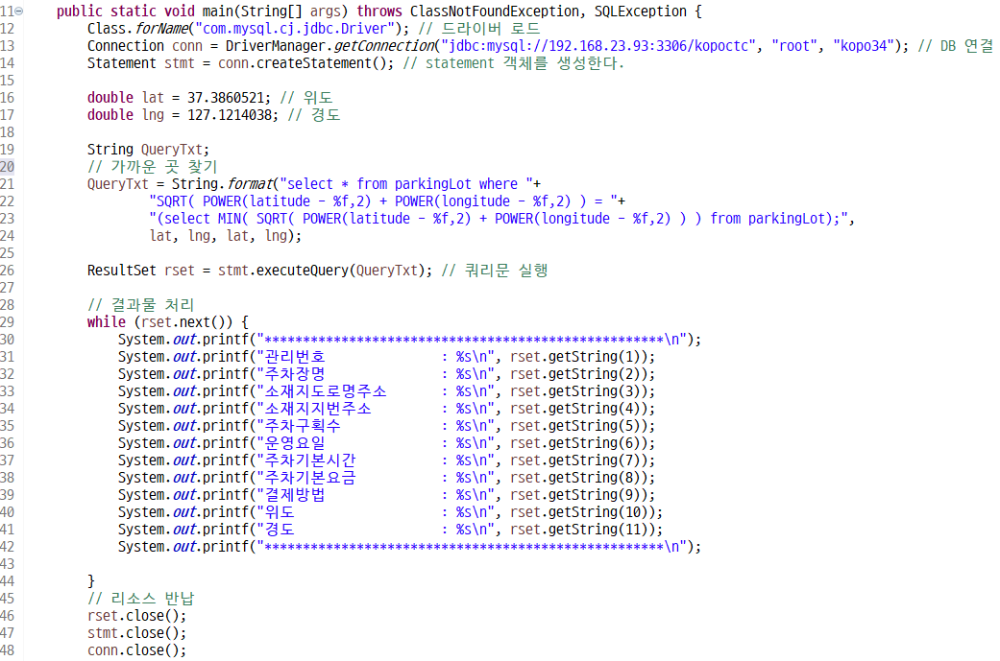 11 public static void main(String[] args) throws ClassNotFoundException, SQLException {
12 Class.forName("com.mysql.cj.jdbc.Driver"); // 드라이버 로드
13 Connection conn = DriverManager.getConnection("jdbc:mysql://192.168.23.93:3306/kopoctc", "root", "kopo34"); // DB 연결
14 Statement stmt = conn.createStatement(); // statement 객체를 생성한다.
15
16 double lat = 37.3860521; // 위도
17 double lng = 127.1214038; // 경도
18
19 String QueryTxt;
20 // 가까운 곳 찾기
21 QueryTxt = String.format("select * from parkingLot where "+
22 "SQRT( POWER(latitude - %f,2) + POWER(longitude - %f,2) ) = "+
23 "(select MIN( SQRT( POWER(latitude - %f,2) + POWER(longitude - %f,2) ) ) from parkingLot);",
24 lat, lng, lat, lng);
25
26 ResultSet rset = stmt.executeQuery(QueryTxt); // 쿼리문 실행
27
28 // 결과물 처리
29 while (rset.next()) {
30 System.out.printf("****************************************************\n");
31 System.out.printf("관리번호 : %s\n", rset.getString(1));
32 System.out.printf("주차장명 : %s\n", rset.getString(2));
33 System.out.printf("소재지도로명주소 : %s\n", rset.getString(3));
34 System.out.printf("소재지지번주소 : %s\n", rset.getString(4));
35 System.out.printf("주차구획수 : %s\n", rset.getString(5));
36 System.out.printf("운영요일 : %s\n", rset.getString(6));
37 System.out.printf("주차기본시간 : %s\n", rset.getString(7));
38 System.out.printf("주차기본요금 : %s\n", rset.getString(8));
39 System.out.printf("결제방법 : %s\n", rset.getString(9));
40 System.out.printf("위도 : %s\n", rset.getString(10));
41 System.out.printf("경도 : %s\n", rset.getString(11));
42 System.out.printf("****************************************************\n");
43
44 }
45 // 리소스 반납
46 rset.close();
47 stmt.close();
48 conn.close();